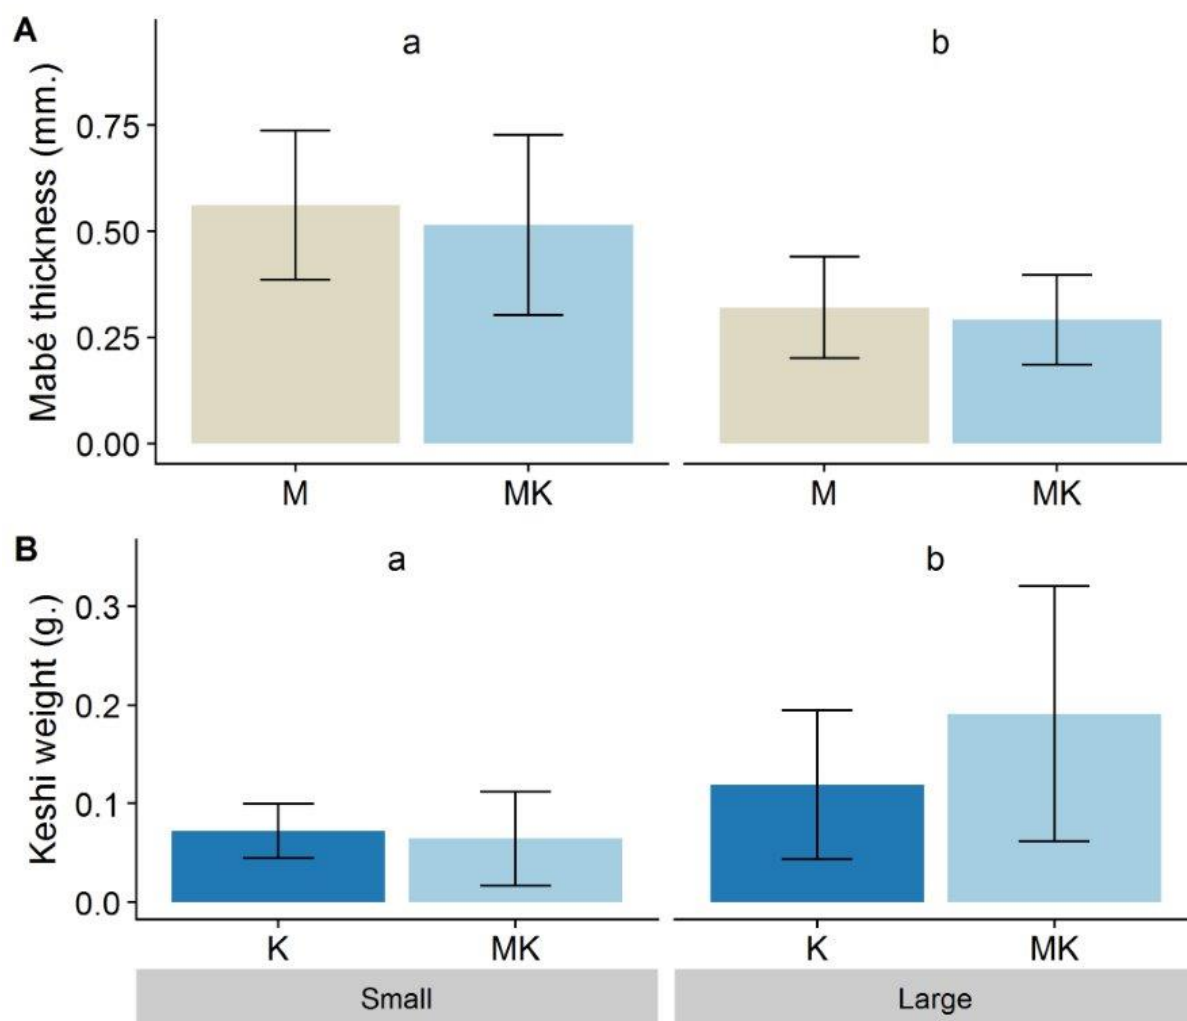 A
a
b
Mabé thickness (mm.)
0.75
0.50
0.25
0.00
M
MK
M
MK
B
a
b
Keshi weight (g.)
0.3
0.2
0.1
0.0
K
MK
K
MK
Small
Large